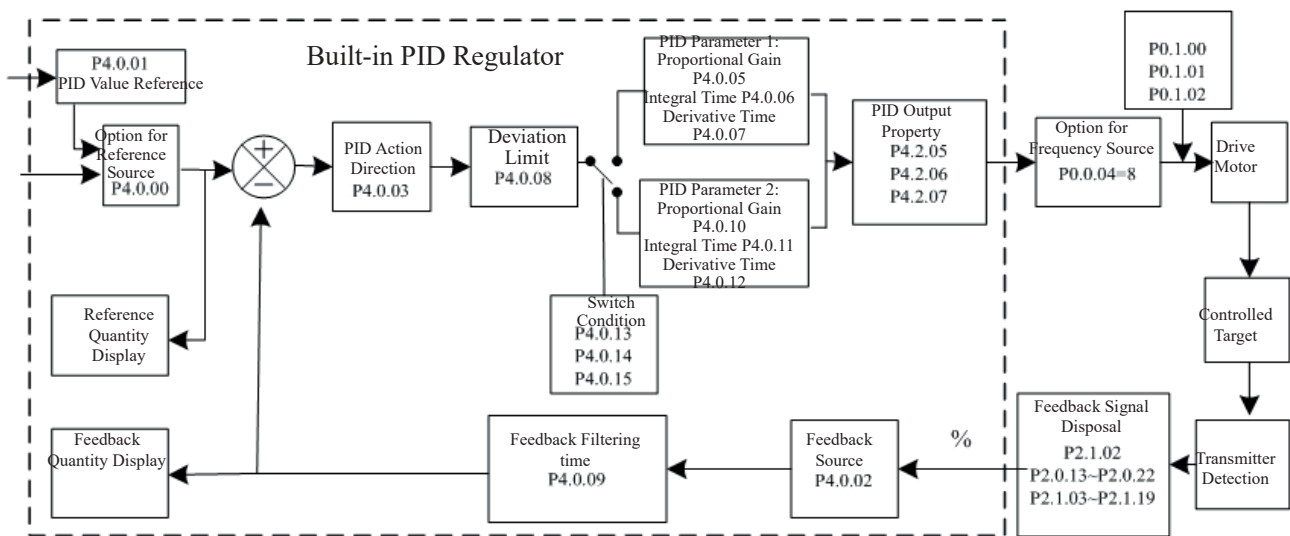 Built-in PID Regulator
P4.0.01
PID Value Reference
Option for
Reference
Source
P4.0.00
+
−
PID Action
Direction
P4.0.03
Deviation
Limit
P4.0.08
PID Parameter 1:
Proportional Gain
P4.0.05
Integral Time P4.0.06
Derivative Time
P4.0.07
PID Parameter 2:
Proportional Gain
P4.0.10
Integral Time P4.0.11
Derivative Time
P4.0.12
Switch
Condition
P4.0.13
P4.0.14
P4.0.15
PID Output
Property
P4.2.05
P4.2.06
P4.2.07
Option for
Frequency Source
P0.0.04=8
P0.1.00
P0.1.01
P0.1.02
Drive
Motor
Controlled
Target
Transmitter
Detection
Feedback Signal
Disposal
P2.1.02
P2.0.13~P2.0.22
P2.1.03~P2.1.19
%
Feedback
Source
P4.0.02
Feedback Filtering
time
P4.0.09
Reference
Quantity
Display
Feedback
Quantity Display